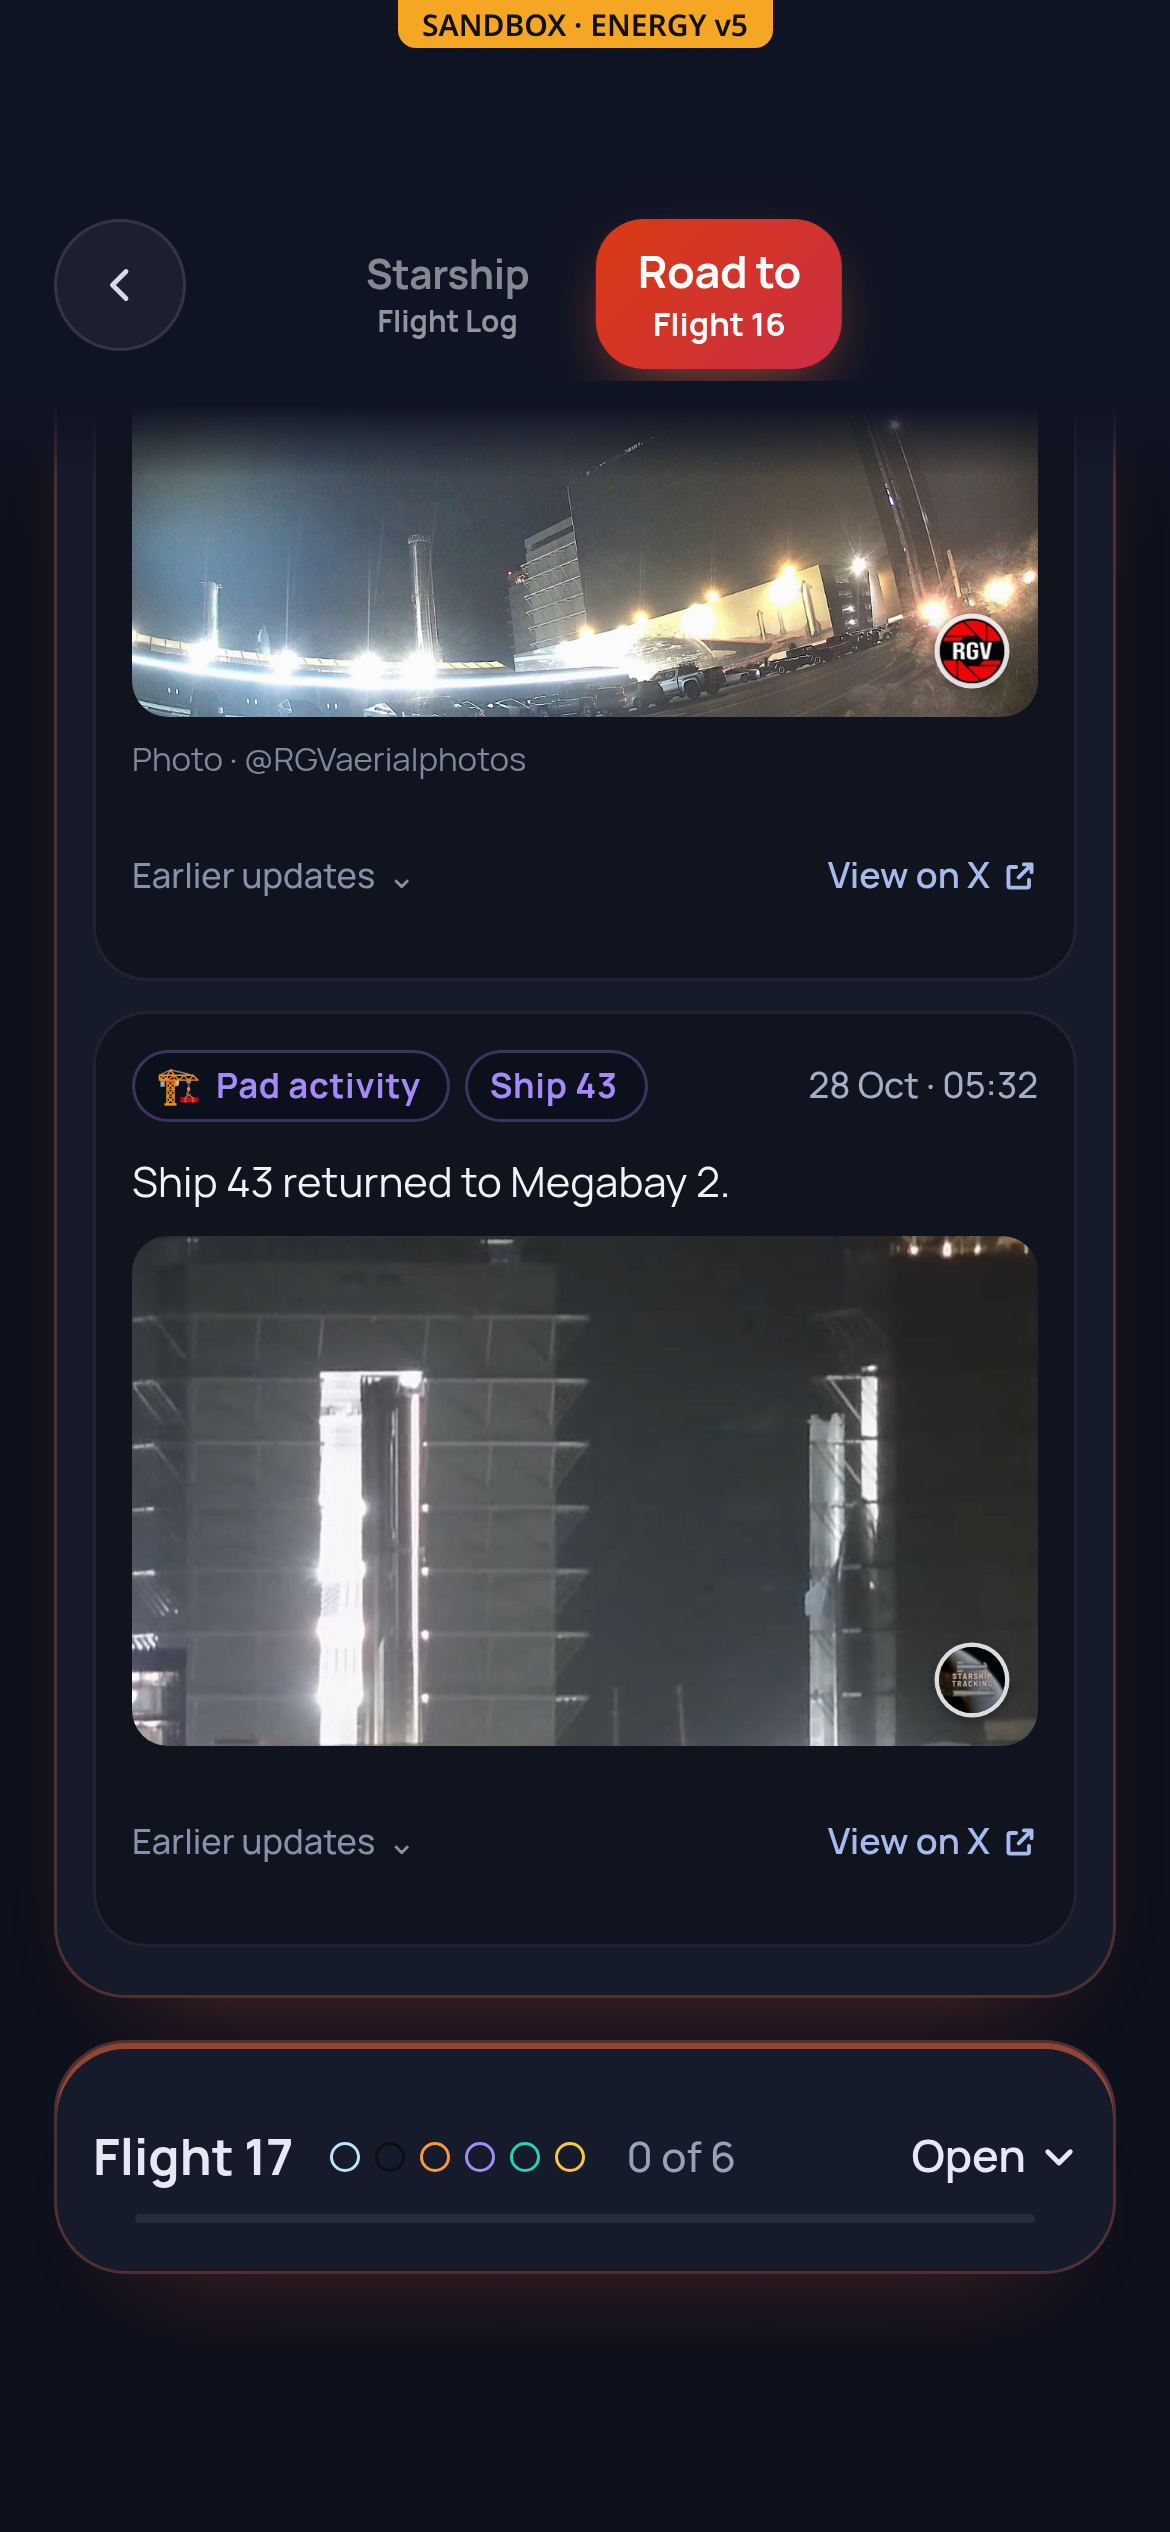 SANDBOX · ENERGY v5
Starship
Flight Log
Road to
Flight 16
RGV
Photo · @RGVaerialphotos
Earlier updates
View on X
Pad activity
Ship 43
28 Oct · 05:32
Ship 43 returned to Megabay 2.
STARSHIP
TRACKING
Earlier updates
View on X
Flight 17
0 of 6
Open